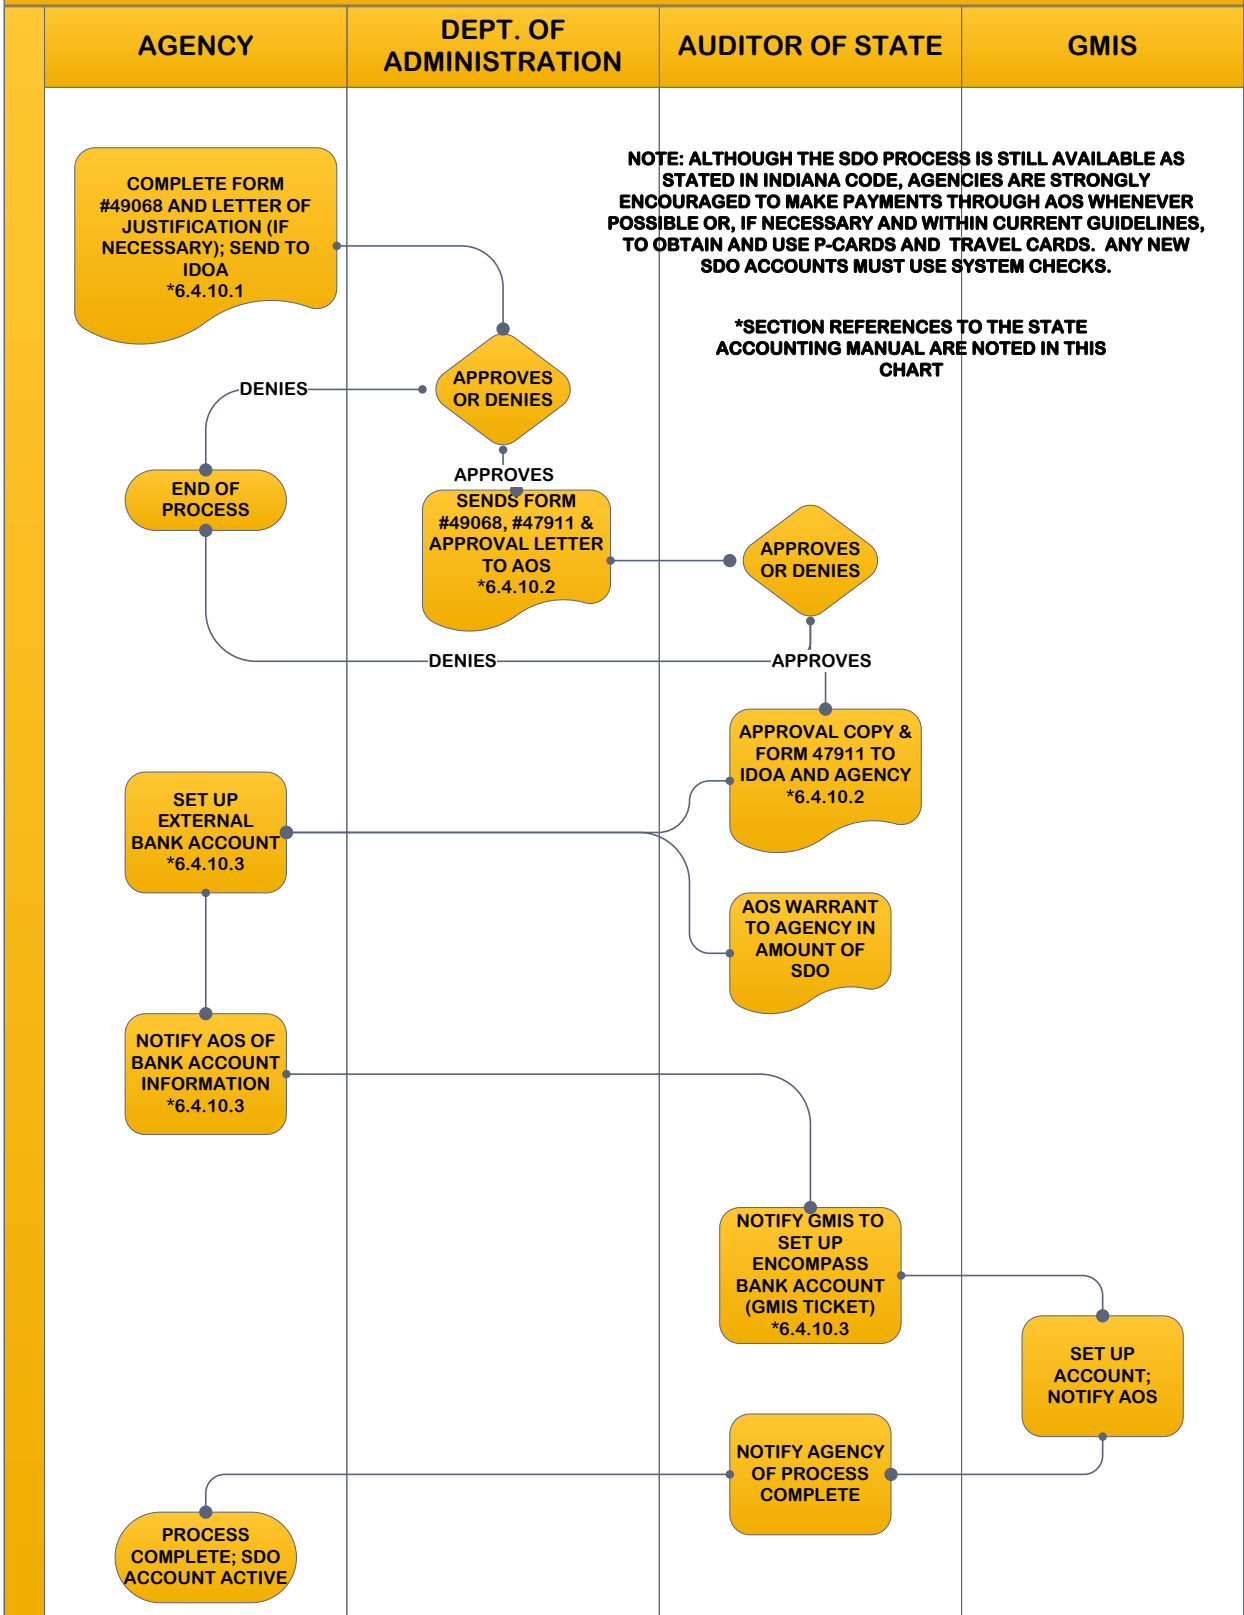 AGENCY
DEPT. OF
ADMINISTRATION
AUDITOR OF STATE
GMIS
NOTE: ALTHOUGH THE SDO PROCESS IS STILL AVAILABLE AS
STATED IN INDIANA CODE, AGENCIES ARE STRONGLY
ENCOURAGED TO MAKE PAYMENTS THROUGH AOS WHENEVER
POSSIBLE OR, IF NECESSARY AND WITHIN CURRENT GUIDELINES,
TO OBTAIN AND USE P-CARDS AND TRAVEL CARDS. ANY NEW
SDO ACCOUNTS MUST USE SYSTEM CHECKS.
*SECTION REFERENCES TO THE STATE
ACCOUNTING MANUAL ARE NOTED IN THIS
CHART
COMPLETE FORM
#49068 AND LETTER OF
JUSTIFICATION (IF
NECESSARY); SEND TO
IDOA
*6.4.10.1
APPROVES
OR DENIES
DENIES
END OF
PROCESS
APPROVES
SENDS FORM
#49068, #47911 &
APPROVAL LETTER
TO AOS
*6.4.10.2
APPROVES
OR DENIES
DENIES
APPROVES
APPROVAL COPY &
FORM 47911 TO
IDOA AND AGENCY
*6.4.10.2
SET UP
EXTERNAL
BANK ACCOUNT
*6.4.10.3
AOS WARRANT
TO AGENCY IN
AMOUNT OF
SDO
NOTIFY AOS OF
BANK ACCOUNT
INFORMATION
*6.4.10.3
NOTIFY GMIS TO
SET UP
ENCOMPASS
BANK ACCOUNT
(GMIS TICKET)
*6.4.10.3
SET UP
ACCOUNT;
NOTIFY AOS
NOTIFY AGENCY
OF PROCESS
COMPLETE
PROCESS
COMPLETE; SDO
ACCOUNT ACTIVE